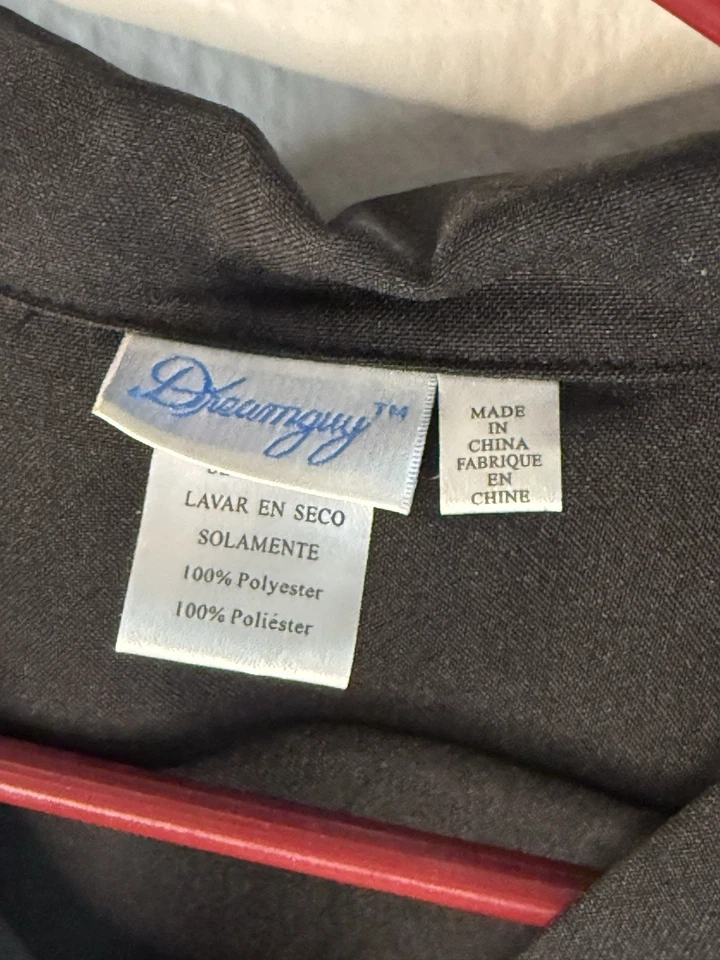 Dreamguy™
LAVAR EN SECO
SOLAMENTE
100% Polyester
100% Poliéster
MADE
IN
CHINA
FABRIQUE
EN
CHINE